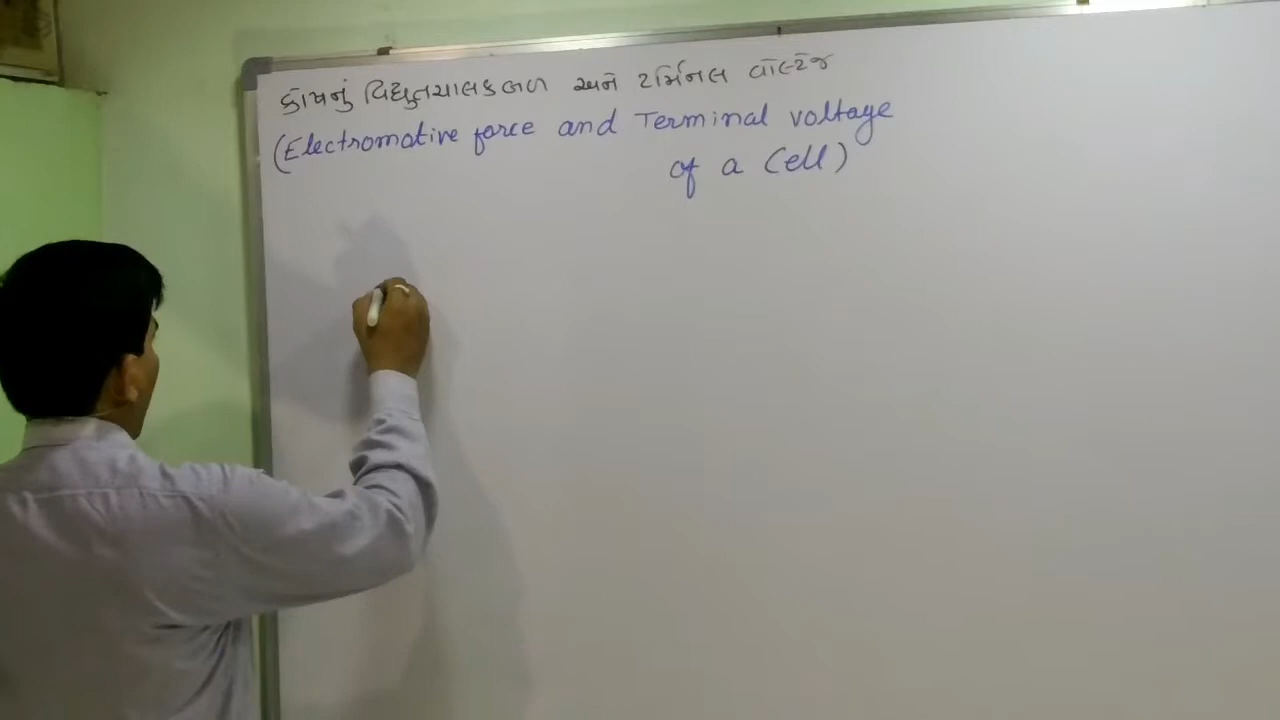 કોષનું વિદ્યુતચાલકબળ અને ટર્મિનલ વૉલ્ટેજ
(Electromotive force and Terminal voltage
of a Cell)